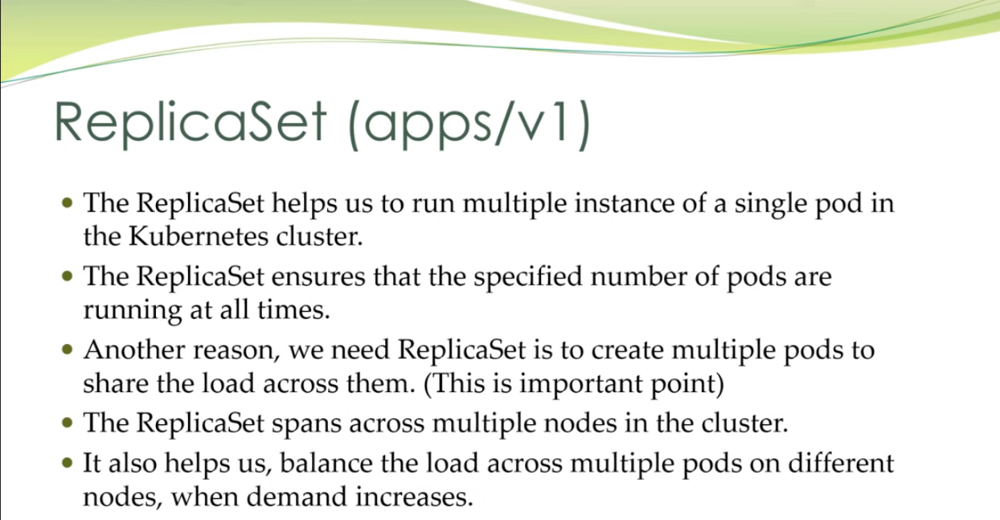 ReplicaSet (apps/v1)
• The ReplicaSet helps us to run multiple instance of a single pod in
the Kubernetes cluster.
• The ReplicaSet ensures that the specified number of pods are
running at all times.
• Another reason, we need ReplicaSet is to create multiple pods to
share the load across them. (This is important point)
• The ReplicaSet spans across multiple nodes in the cluster.
• It also helps us, balance the load across multiple pods on different
nodes, when demand increases.